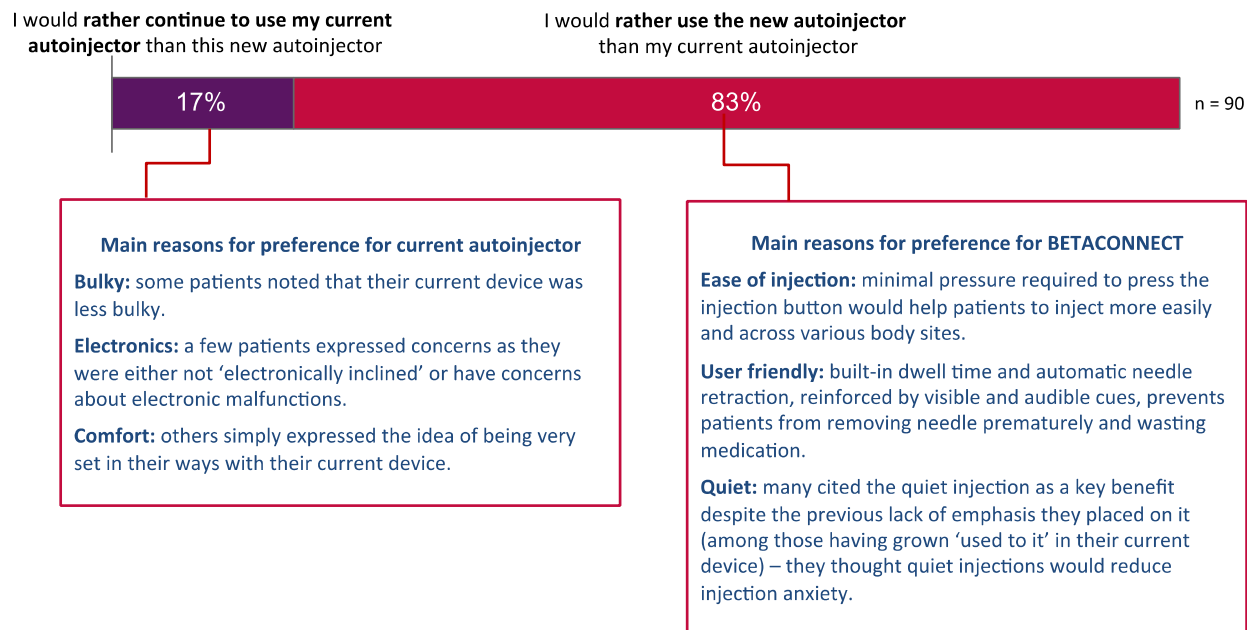 I would rather continue to use my current
autoinjector than this new autoinjector
I would rather use the new autoinjector
than my current autoinjector
17%
83%
n = 90
Main reasons for preference for current autoinjector
Bulky: some patients noted that their current device was
less bulky.
Electronics: a few patients expressed concerns as they
were either not ‘electronically inclined’ or have concerns
about electronic malfunctions.
Comfort: others simply expressed the idea of being very
set in their ways with their current device.
Main reasons for preference for BETACONNECT
Ease of injection: minimal pressure required to press the
injection button would help patients to inject more easily
and across various body sites.
User friendly: built-in dwell time and automatic needle
retraction, reinforced by visible and audible cues, prevents
patients from removing needle prematurely and wasting
medication.
Quiet: many cited the quiet injection as a key benefit
despite the previous lack of emphasis they placed on it
(among those having grown ‘used to it’ in their current
device) – they thought quiet injections would reduce
injection anxiety.